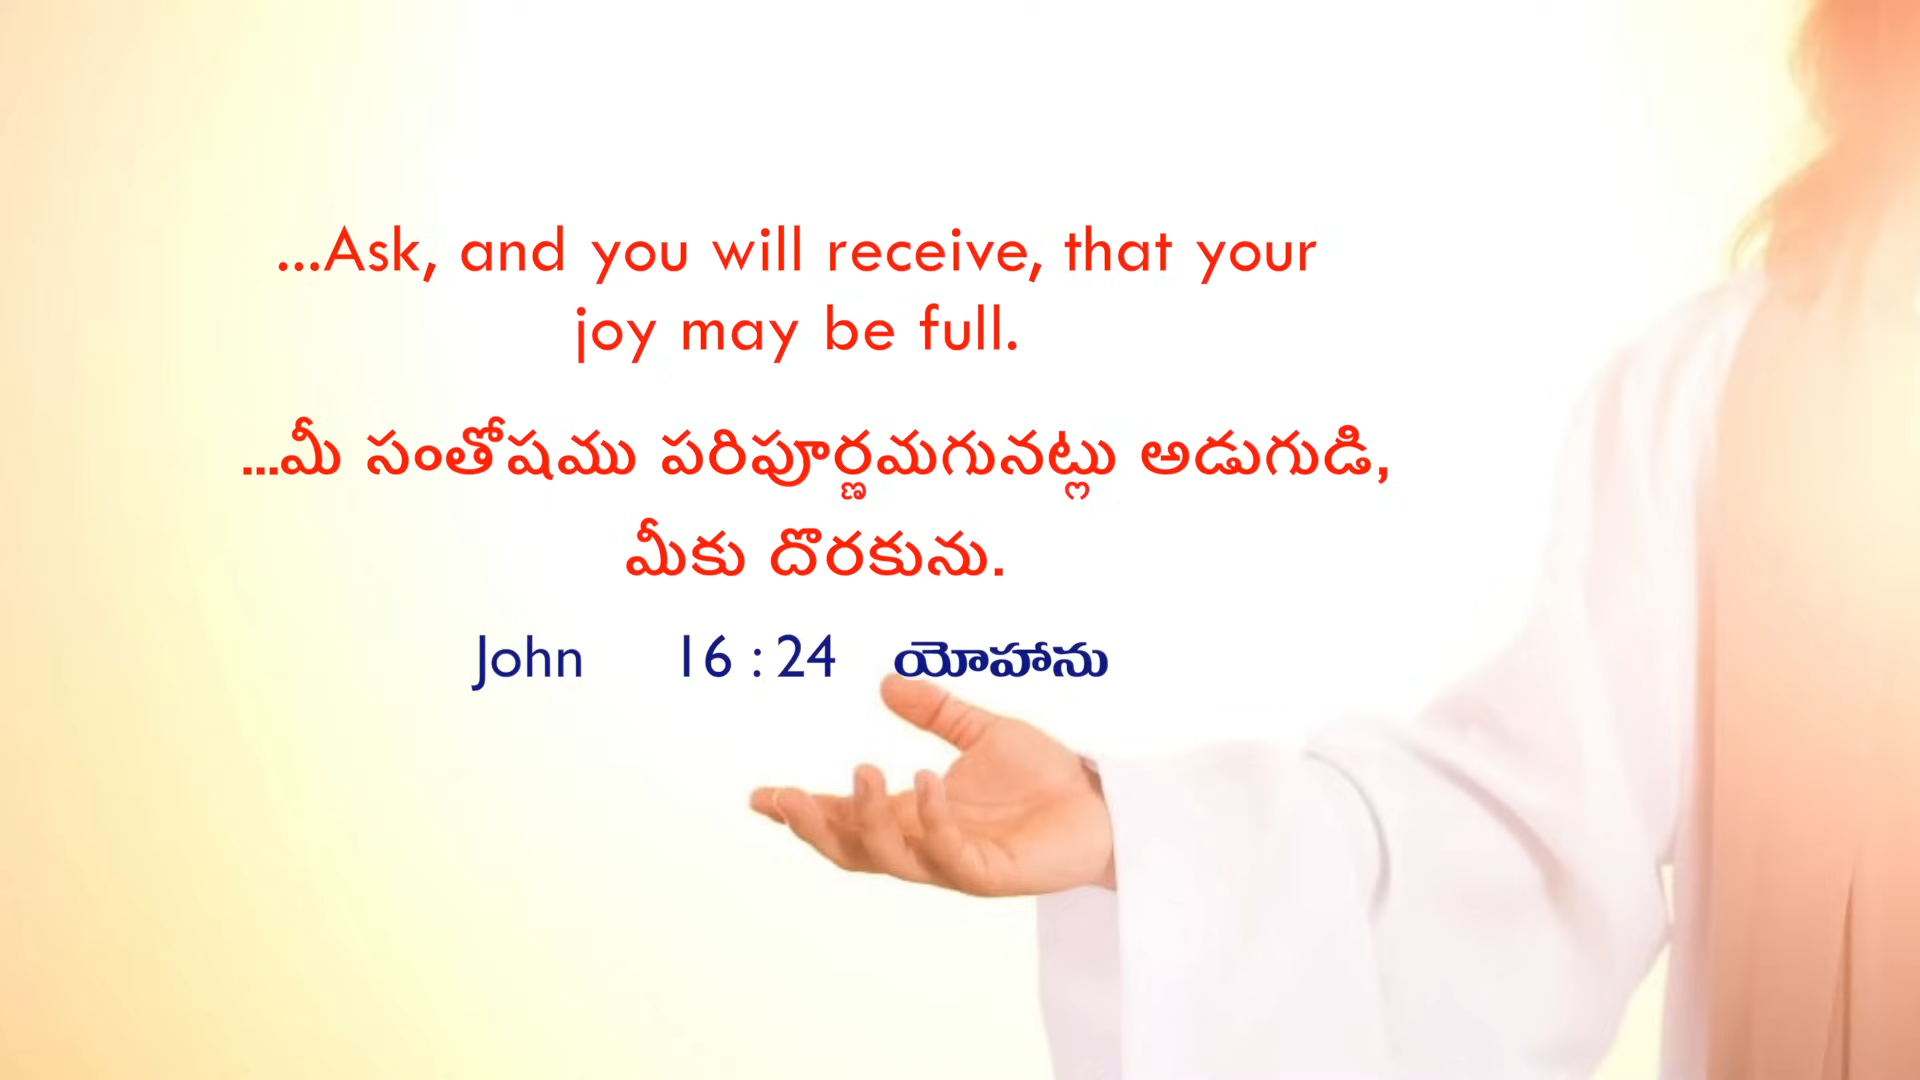 ...Ask, and you will receive, that your
joy may be full.
...మీ సంతోషము పరిపూర్ణమగునట్లు అడుగుడి,
మీకు దొరకును.
John 16 : 24 యోహాను